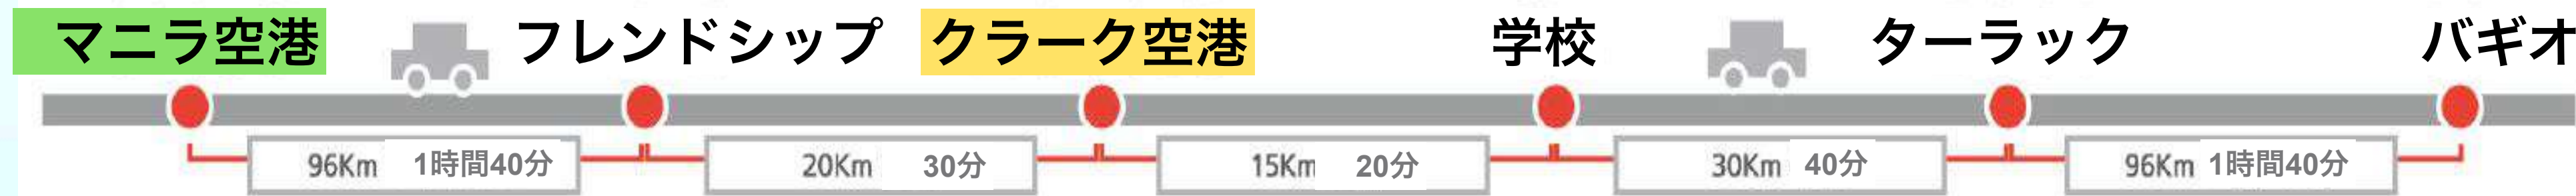 マニラ空港 フレンドシップ クラーク空港 学校 ターラック バギオ
96Km 1時間40分 20Km 30分 15Km 20分 30Km 40分 96Km 1時間40分